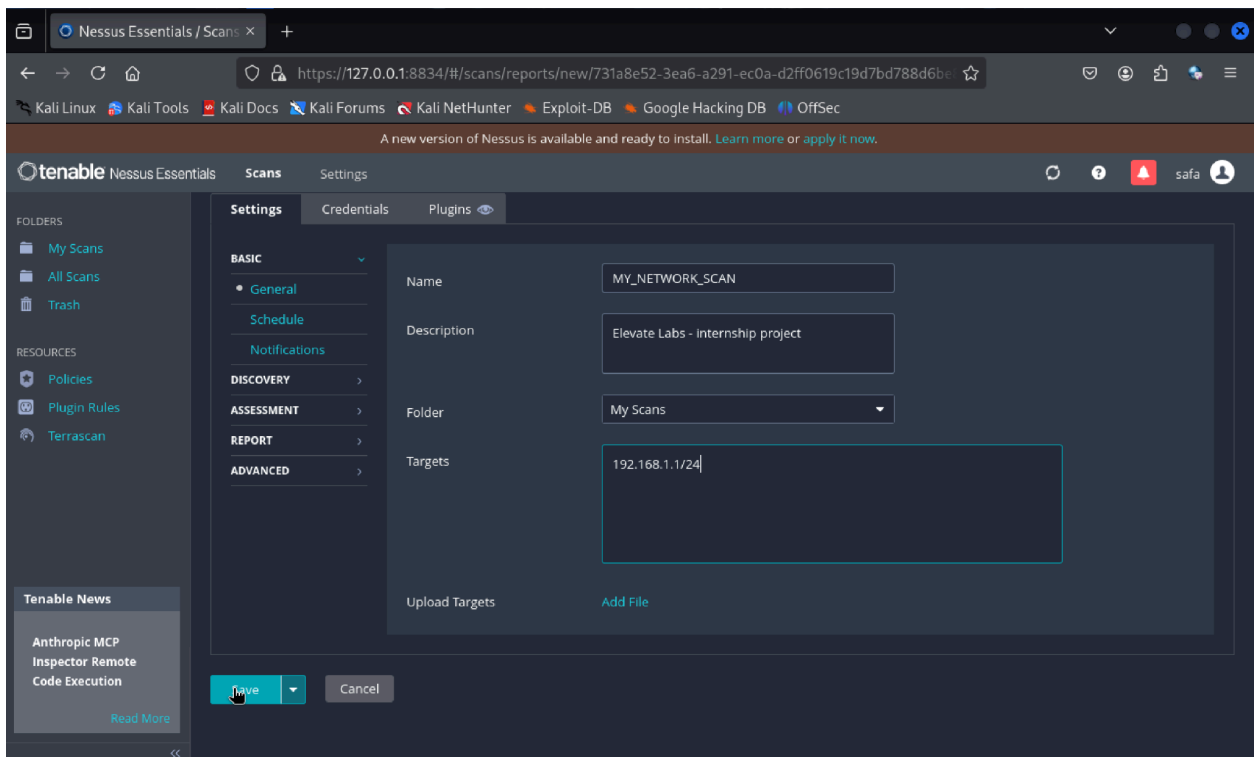 Nessus Essentials / Scans
https://127.0.0.1:8834/#/scans/reports/new/731a8e52-3ea6-a291-ec0a-d2ff0619c19d7bd788d6be
Kali Linux Kali Tools Kali Docs Kali Forums Kali NetHunter Exploit-DB Google Hacking DB OffSec
A new version of Nessus is available and ready to install. Learn more or apply it now.
tenable Nessus Essentials Scans Settings safa
FOLDERS
My Scans
All Scans
Trash
RESOURCES
Policies
Plugin Rules
Terrascan
Tenable News
Anthropic MCP
Inspector Remote
Code Execution
Read More
Settings Credentials Plugins
BASIC
General
Schedule
Notifications
DISCOVERY
ASSESSMENT
REPORT
ADVANCED
Name MY_NETWORK_SCAN
Description Elevate Labs - internship project
Folder My Scans
Targets 192.168.1.1/24
Upload Targets Add File
Save Cancel